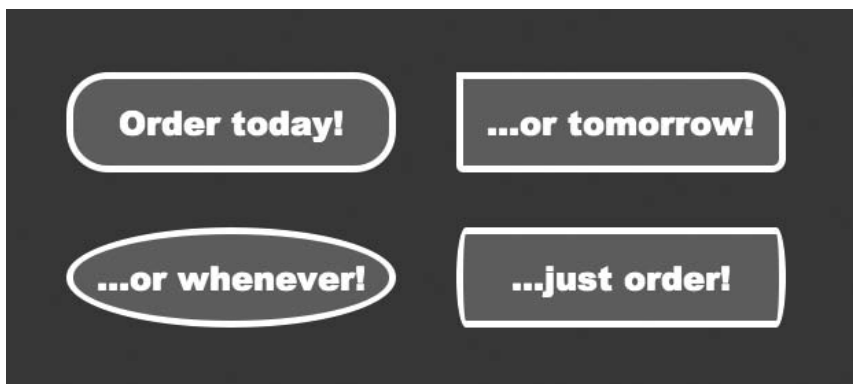 Order today!
...or tomorrow!
...or whenever!
...just order!